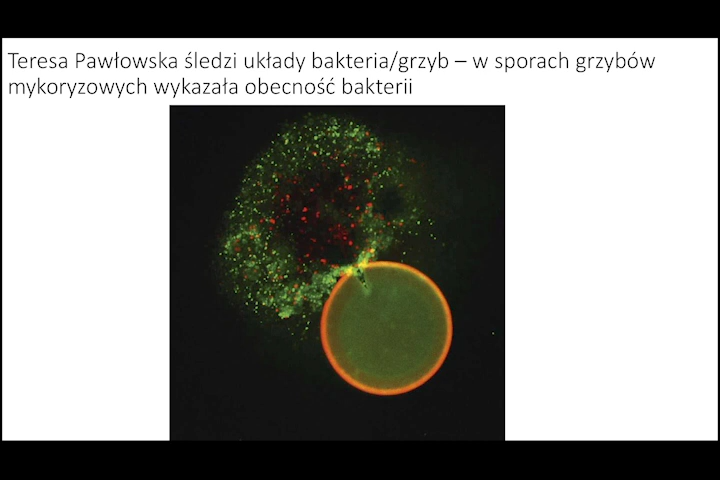 Teresa Pawłowska śledzi układy bakteria/grzyb – w sporach grzybów
mykoryzowych wykazała obecność bakterii